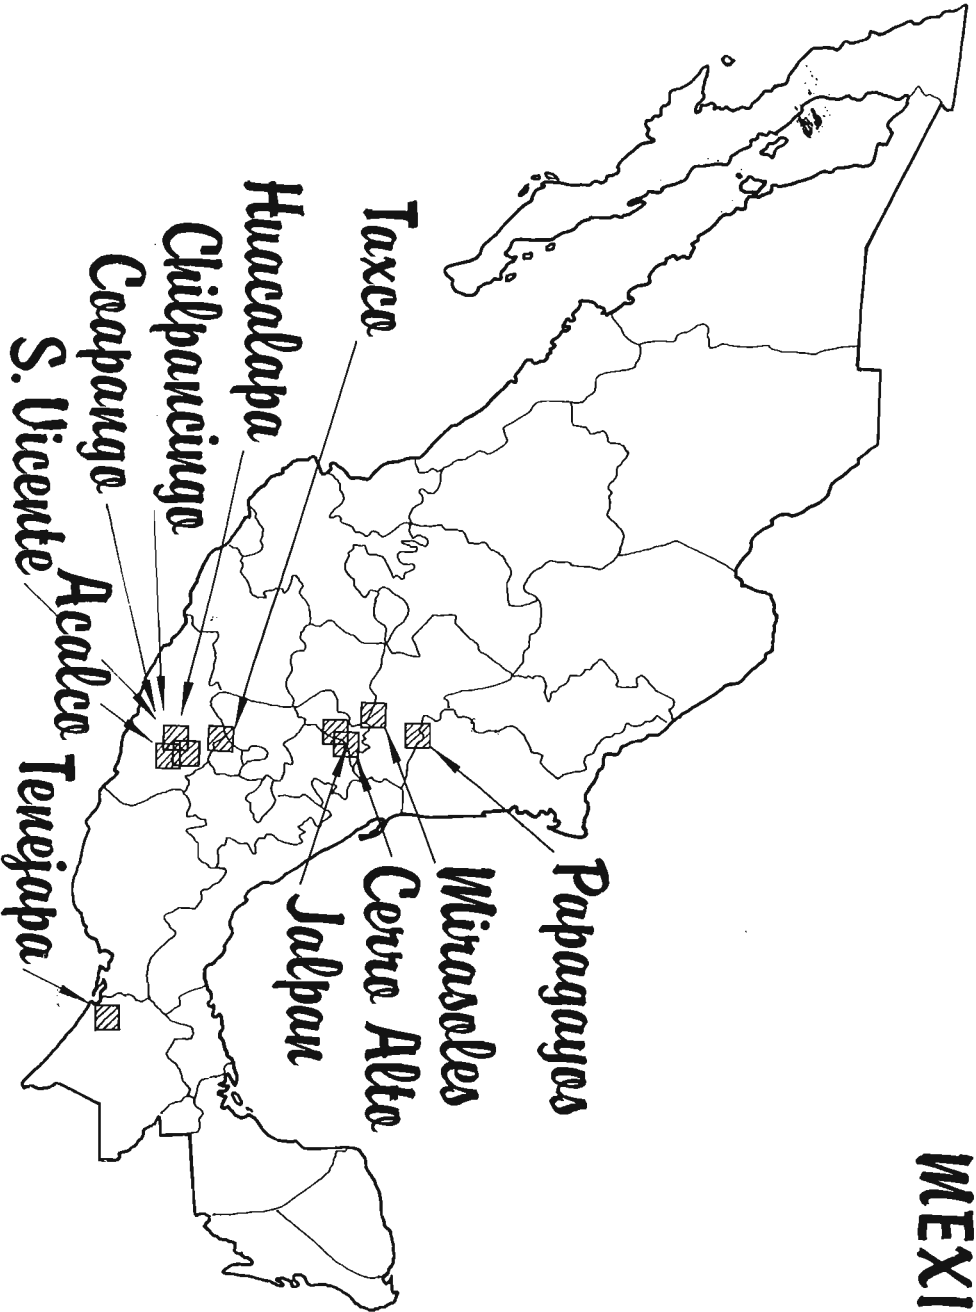 MEXI
Papagayos
Mirasoles
Cerro Alto
Jalpan
Taxco
Huacalapa
Chilpancingo
Coapango
S. Vicente
Acalco
Tenejapa